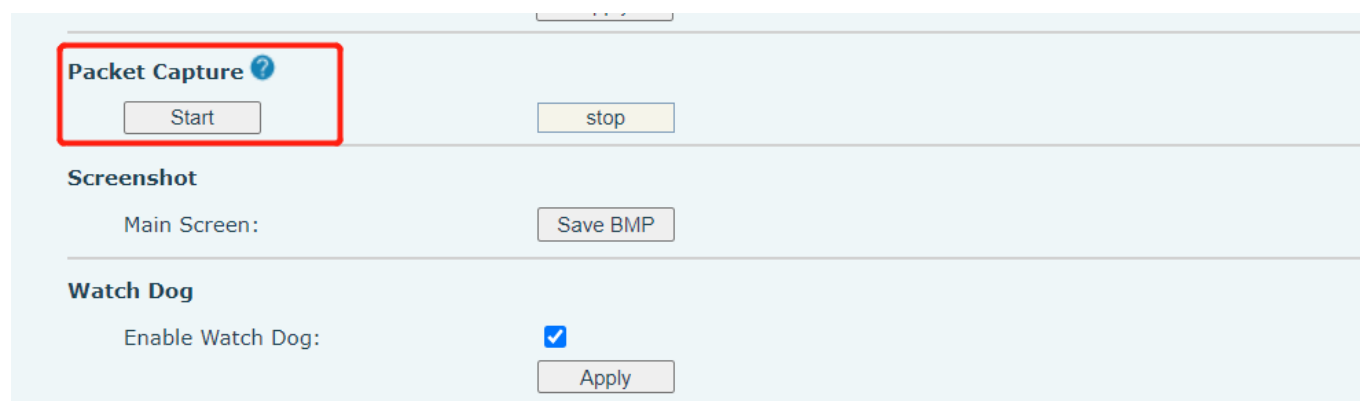 Packet Capture ?
Start stop
Screenshot
Main Screen: Save BMP
Watch Dog
Enable Watch Dog:
Apply